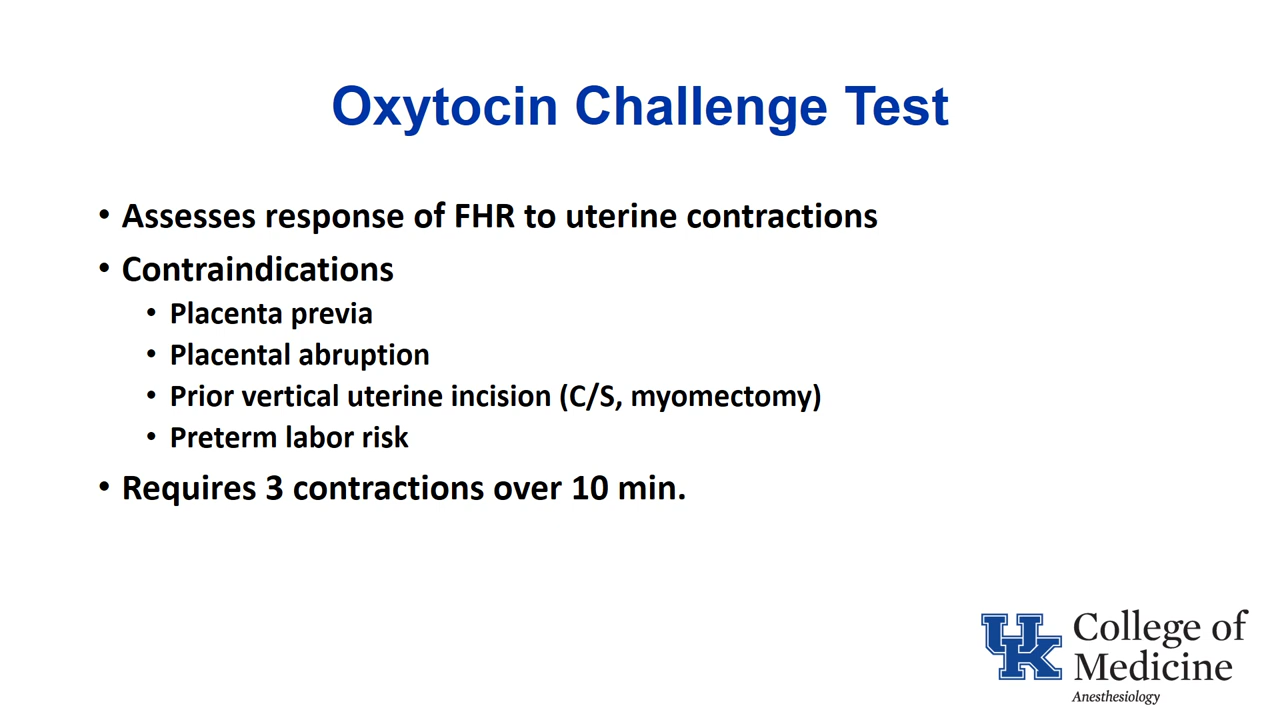 Oxytocin Challenge Test
• Assesses response of FHR to uterine contractions
• Contraindications
• Placenta previa
• Placental abruption
• Prior vertical uterine incision (C/S, myomectomy)
• Preterm labor risk
• Requires 3 contractions over 10 min.
UK
College of
Medicine
Anesthesiology